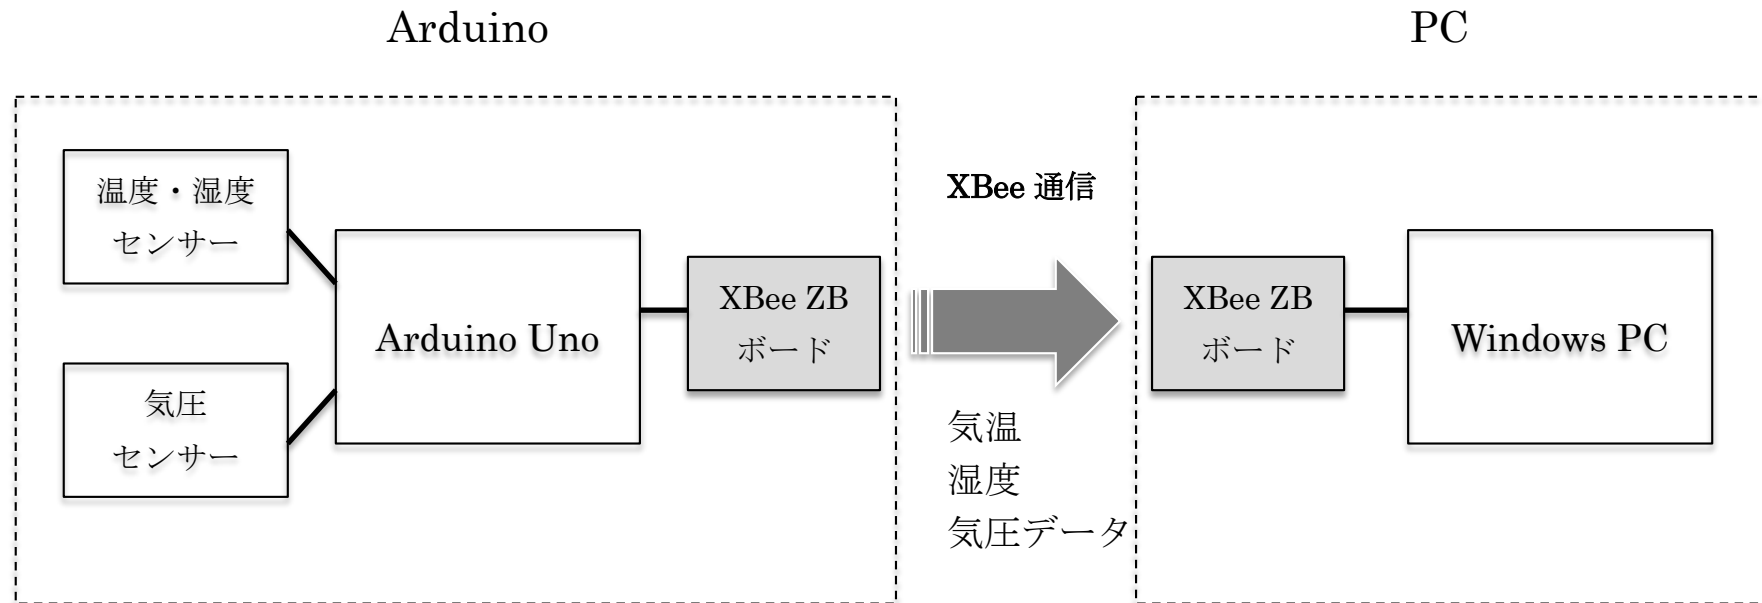 Arduino
PC
温度・湿度
センサー
気圧
センサー
Arduino Uno
XBee ZB
ボード
XBee 通信
気温
湿度
気圧データ
XBee ZB
ボード
Windows PC